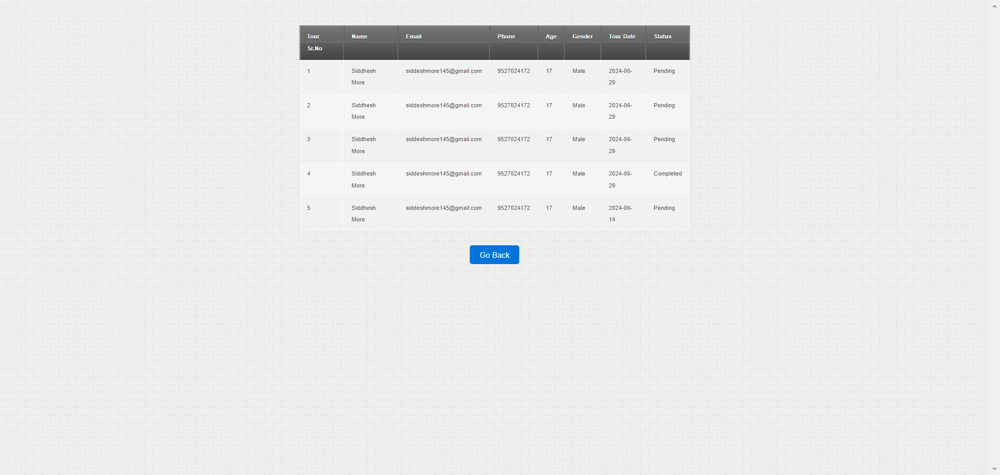 Tour Name Email Phone Age Gender Tour Date Status
Sr.No
1 Siddhesh siddeshmore145@gmail.com 9527024172 17 Male 2024-06- Pending
More 29
2 Siddhesh siddeshmore145@gmail.com 9527024172 17 Male 2024-06- Pending
More 29
3 Siddhesh siddeshmore145@gmail.com 9527024172 17 Male 2024-06- Pending
More 29
4 Siddhesh siddeshmore145@gmail.com 9527024172 17 Male 2024-06- Completed
More 29
5 Siddhesh siddeshmore145@gmail.com 9527024172 17 Male 2024-06- Pending
More 14
Go Back